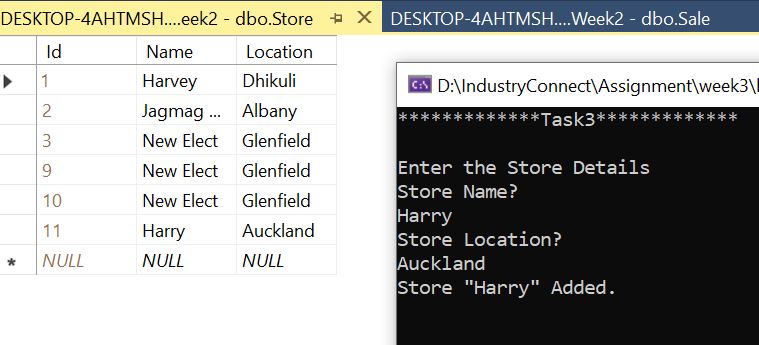 DESKTOP-4AHTMSH....eek2 - dbo.Store
DESKTOP-4AHTMSH....Week2 - dbo.Sale
Id Name Location
1 Harvey Dhikuli
2 Jagmag ... Albany
3 New Elect Glenfield
9 New Elect Glenfield
10 New Elect Glenfield
11 Harry Auckland
NULL NULL NULL
D:\IndustryConnect\Assignment\week3\
*************Task3*************
Enter the Store Details
Store Name?
Harry
Store Location?
Auckland
Store "Harry" Added.